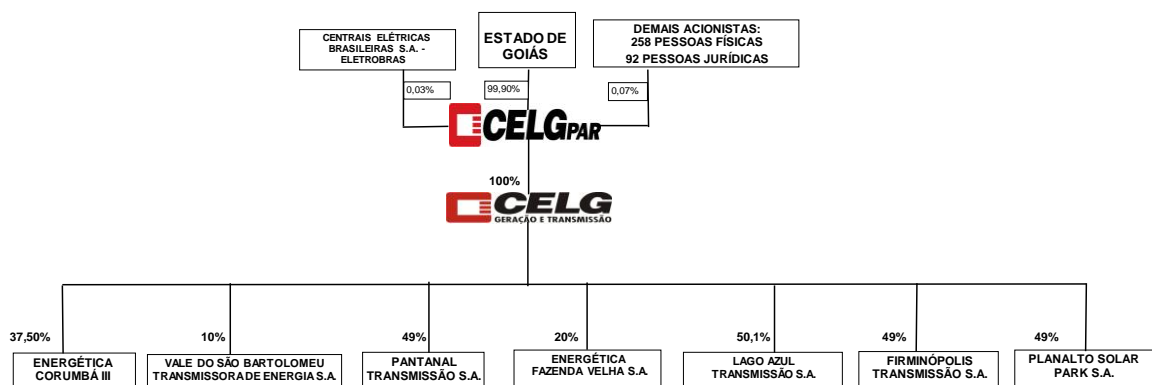 CENTRAIS ELÉTRICAS
BRASILEIRAS S.A. -
ELETROBRAS
ESTADO DE
GOIÁS
DEMAIS ACIONISTAS:
258 PESSOAS FÍSICAS
92 PESSOAS JURÍDICAS
0,03%
99,90%
0,07%
CELGPAR
100%
CELG
GERAÇÃO E TRANSMISSÃO
37,50%
10%
49%
20%
50,1%
49%
49%
ENERGÉTICA
CORUMBÁ III
VALE DO SÃO BARTOLOMEU
TRANSMISSORA DE ENERGIA S.A.
PANTANAL
TRANSMISSÃO S.A.
ENERGÉTICA
FAZENDA VELHA S.A.
LAGO AZUL
TRANSMISSÃO S.A.
FIRMINÓPOLIS
TRANSMISSÃO S.A.
PLANALTO SOLAR
PARK S.A.